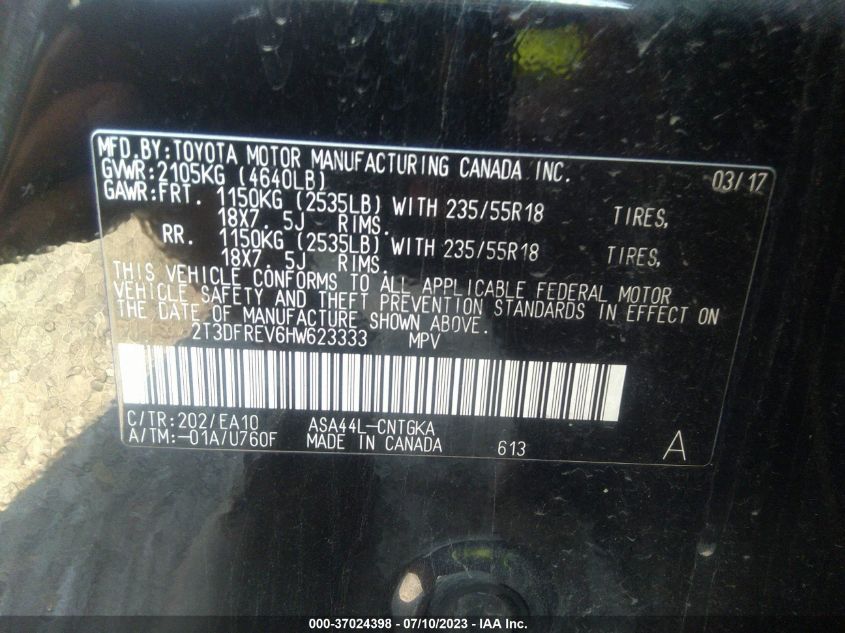 MFD.BY:TOYOTA MOTOR MANUFACTURING CANADA INC. 03/17
GVWR:2105KG (4640LB)
GAWR:FRT. 1150KG (2535LB) WITH 235/55R18 TIRES,
18X7. 5J RIMS.
RR. 1150KG (2535LB) WITH 235/55R18 TIRES,
18X7. 5J RIMS.
THIS VEHICLE CONFORMS TO ALL APPLICABLE FEDERAL MOTOR
VEHICLE SAFETY AND THEFT PREVENTION STANDARDS IN EFFECT ON
THE DATE OF MANUFACTURE SHOWN ABOVE.
2T3DFREV6HW623333 MPV
C/TR:202/EA10 ASA44L-CNTGKA
A/TM:-01A/U760F MADE IN CANADA 613 A
000-37024398 - 07/10/2023 - IAA Inc.